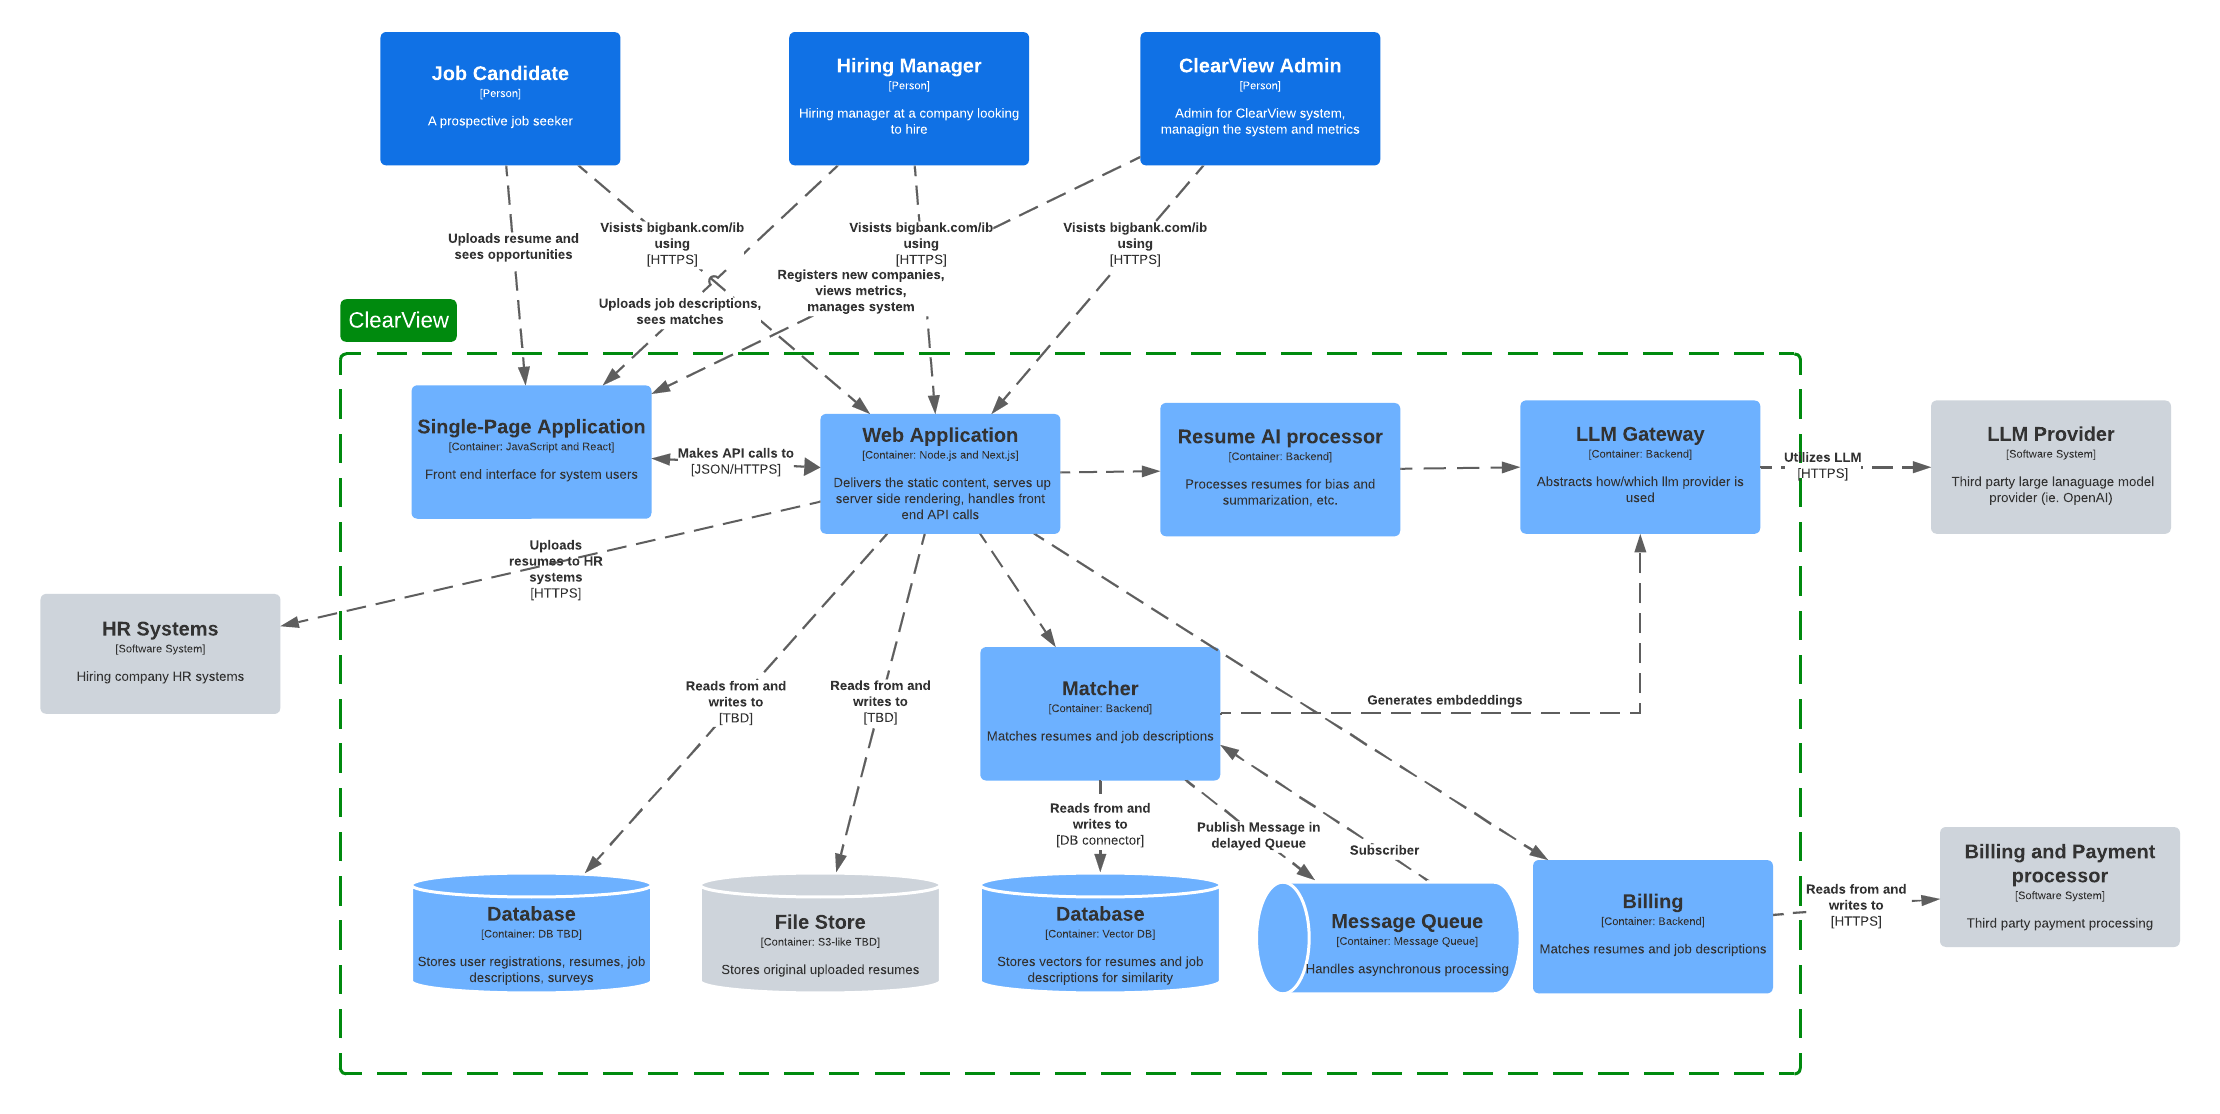 Job Candidate
[Person]
A prospective job seeker
Hiring Manager
[Person]
Hiring manager at a company looking
to hire
ClearView Admin
[Person]
Admin for ClearView system,
managign the system and metrics
Uploads resume and
sees opportunities
Visists bigbank.com/ib
using
[HTTPS]
Visists bigbank.com/ib
using
[HTTPS]
Visists bigbank.com/ib
using
[HTTPS]
Uploads job descriptions,
sees matches
Registers new companies,
views metrics,
manages system
ClearView
Single-Page Application
[Container: JavaScript and React]
Front end interface for system users
Makes API calls to
[JSON/HTTPS]
Web Application
[Container: Node.js and Next.js]
Delivers the static content, serves up
server side rendering, handles front
end API calls
Resume AI processor
[Container: Backend]
Processes resumes for bias and
summarization, etc.
LLM Gateway
[Container: Backend]
Abstracts how/which llm provider is
used
Utilizes LLM
[HTTPS]
LLM Provider
[Software System]
Third party large lanaguage model
provider (ie. OpenAI)
Uploads
resumes to HR
systems
[HTTPS]
HR Systems
[Software System]
Hiring company HR systems
Reads from and
writes to
[TBD]
Reads from and
writes to
[TBD]
Matcher
[Container: Backend]
Matches resumes and job descriptions
Generates embdeddings
Reads from and
writes to
[DB connector]
Publish Message in
delayed Queue
Subscriber
Database
[Container: DB TBD]
Stores user registrations, resumes, job
descriptions, surveys
File Store
[Container: S3-like TBD]
Stores original uploaded resumes
Database
[Container: Vector DB]
Stores vectors for resumes and job
descriptions for similarity
Message Queue
[Container: Message Queue]
Handles asynchronous processing
Billing
[Container: Backend]
Matches resumes and job descriptions
Reads from and
writes to
[HTTPS]
Billing and Payment
processor
[Software System]
Third party payment processing